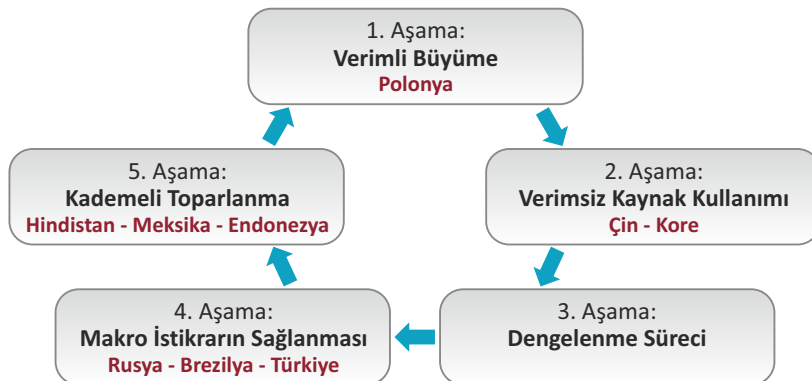 1. Aşama:
Verimli Büyüme
Polonya
2. Aşama:
Verimsiz Kaynak Kullanımı
Çin - Kore
3. Aşama:
Dengelenme Süreci
4. Aşama:
Makro İstikrarın Sağlanması
Rusya - Brezilya - Türkiye
5. Aşama:
Kademeli Toparlanma
Hindistan - Meksika - Endonezya